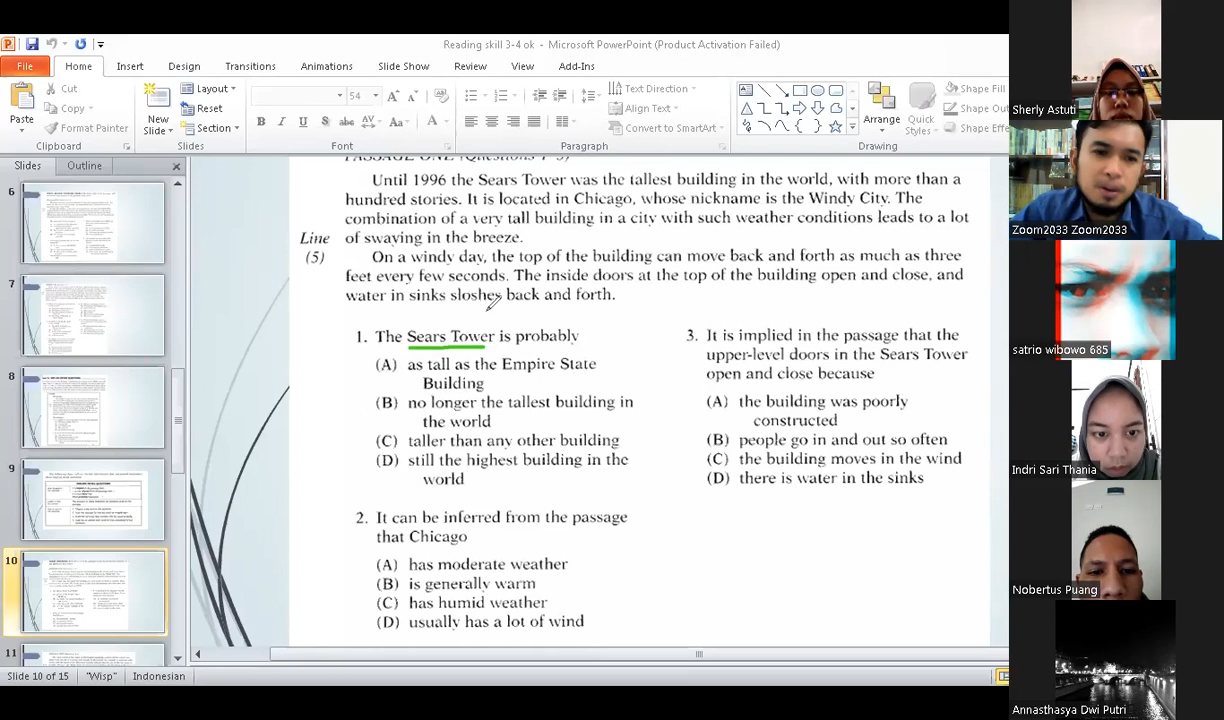 Reading skill 3-4 ok - Microsoft PowerPoint (Product Activation Failed)
File Home Insert Design Transitions Animations Slide Show Review View Add-Ins
Cut
Copy
Format Painter
Paste
Clipboard
New
Slide
Layout
Reset
Section
Slides
54
Font
Text Direction
Align Text
Convert to SmartArt
Paragraph
Arrange
Quick
Styles
Shape Fill
Shape
Drawing
Slides Outline
6
7
8
9
10
11
Until 1996 the Sears Tower was the tallest building in the world, with more than a
hundred stories. It is located in Chicago, whose nickname is the Windy City. The
combination of a very tall building in a city with such weather conditions leads to a lot
Line of swaying in the
(5) On a windy day, the top of the building can move back and forth as much as three
feet every few seconds. The inside doors at the top of the building open and close, and
water in sinks sloshes back and forth.
1. The Sears Tower probably
(A) as tall as the Empire State
Building
(B) no longer the tallest building in
the world
(C) taller than any other building
(D) still the highest building in the
world
2. It can be inferred from the passage
that Chicago
(A) has moderate weather
(B) is generally warm
(C) has humid weather
(D) usually has a lot of wind
3. It is implied in the passage that the
upper-level doors in the Sears Tower
open and close because
(A) the building was poorly
constructed
(B) people go in and out so often
(C) the building moves in the wind
(D) there is water in the sinks
Slide 10 of 15 "Wisp" Indonesian
Sherly Astuti
Zoom2033 Zoom2033
satrio wibowo 685
Indri Sari Thania
Nobertus Puang
Annasthasya Dwi Putri